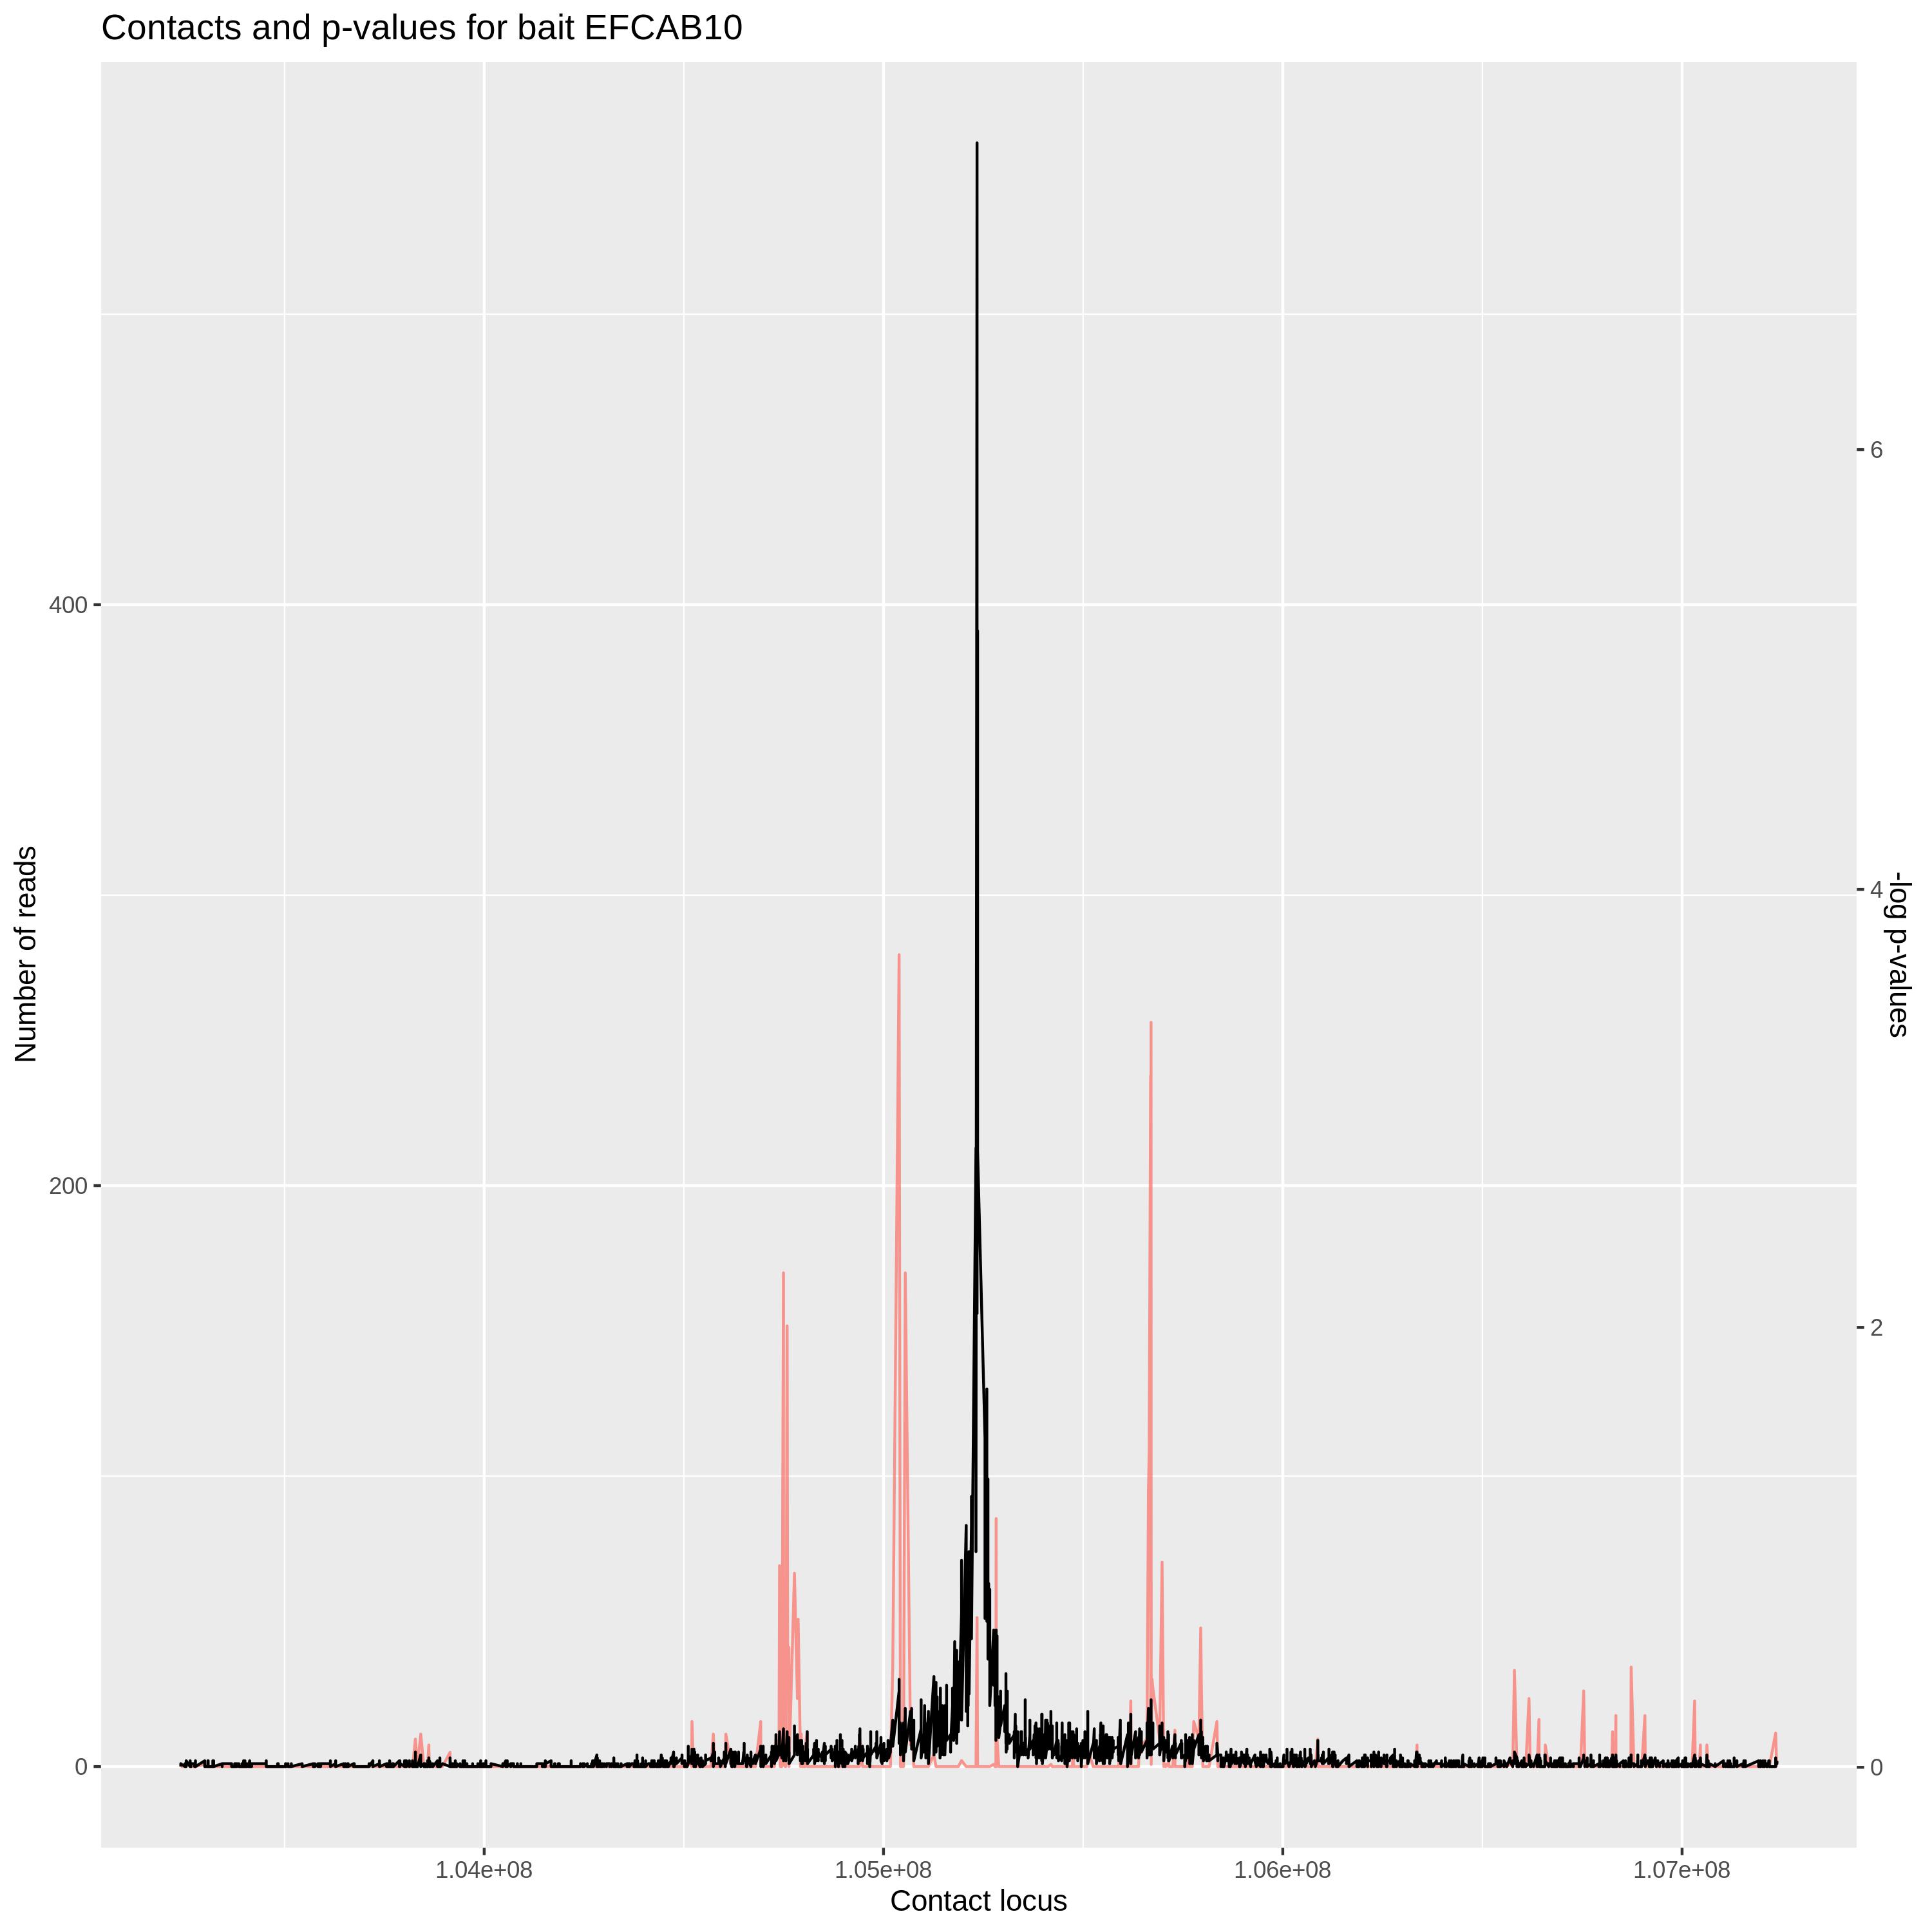 Contacts and p-values for bait EFCAB10
Number of reads
400
200
0
6
4
2
0
-log p-values
1.04e+08
1.05e+08
1.06e+08
1.07e+08
Contact locus